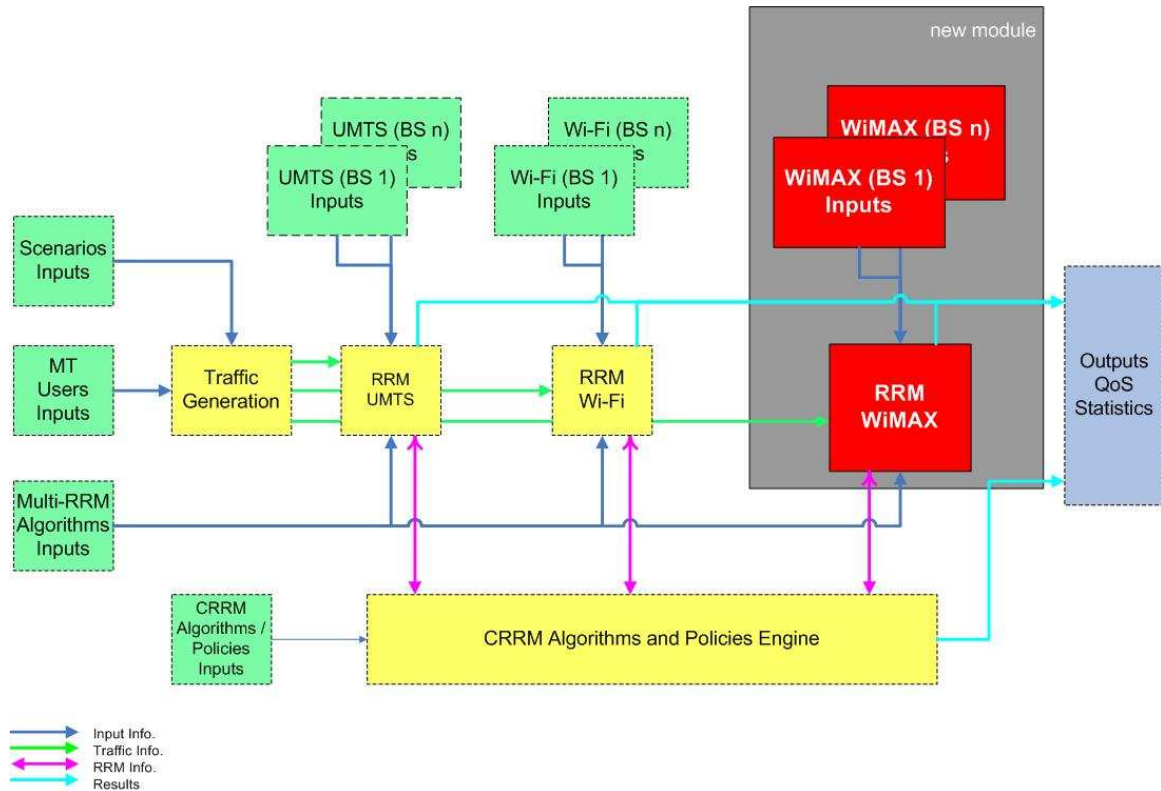 new module
UMTS (BS n)
s
UMTS (BS 1)
Inputs
Wi-Fi (BS n)
s
Wi-Fi (BS 1)
Inputs
WiMAX (BS n)
s
WiMAX (BS 1)
Inputs
Scenarios
Inputs
MT
Users
Inputs
Traffic
Generation
RRM
UMTS
RRM
Wi-Fi
RRM
WiMAX
Outputs
QoS
Statistics
Multi-RRM
Algorithms
Inputs
CRRM
Algorithms /
Policies
Inputs
CRRM Algorithms and Policies Engine
Input Info.
Traffic Info.
RRM Info.
Results